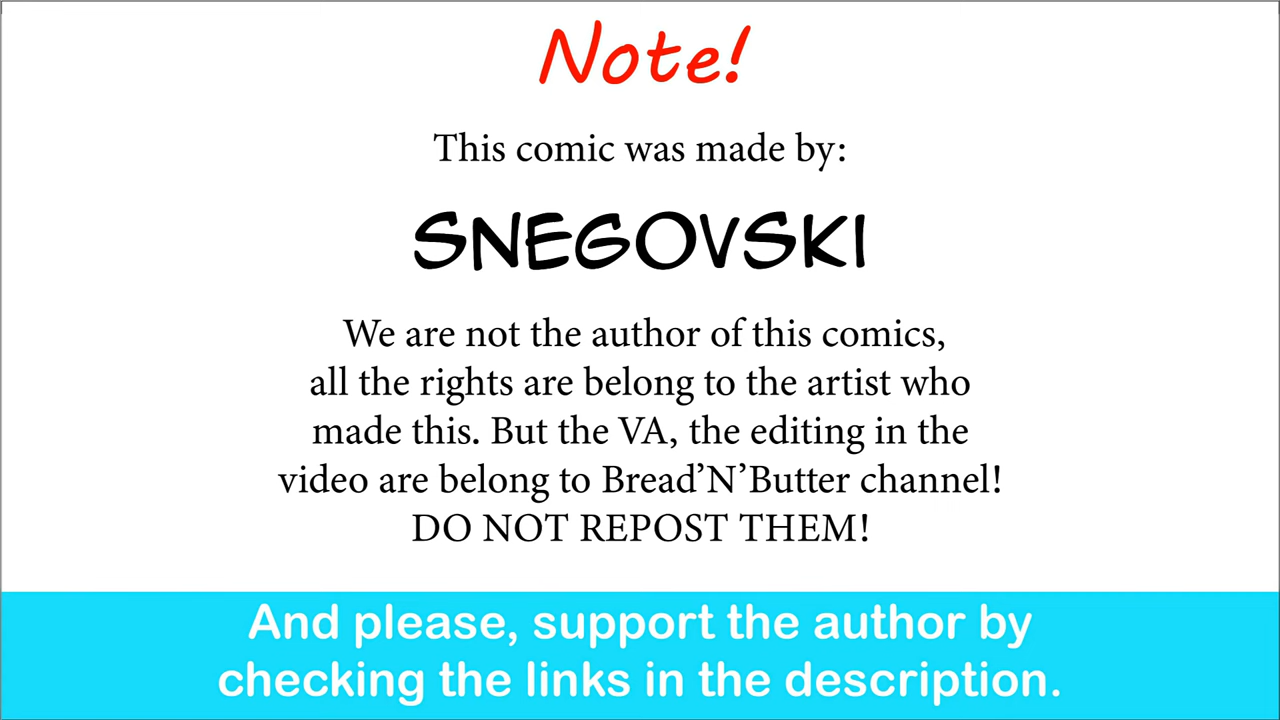 Note!
This comic was made by:
SNEGOVSKI
We are not the author of this comics,
all the rights are belong to the artist who
made this. But the VA, the editing in the
video are belong to Bread’N’Butter channel!
DO NOT REPOST THEM!
And please, support the author by
checking the links in the description.